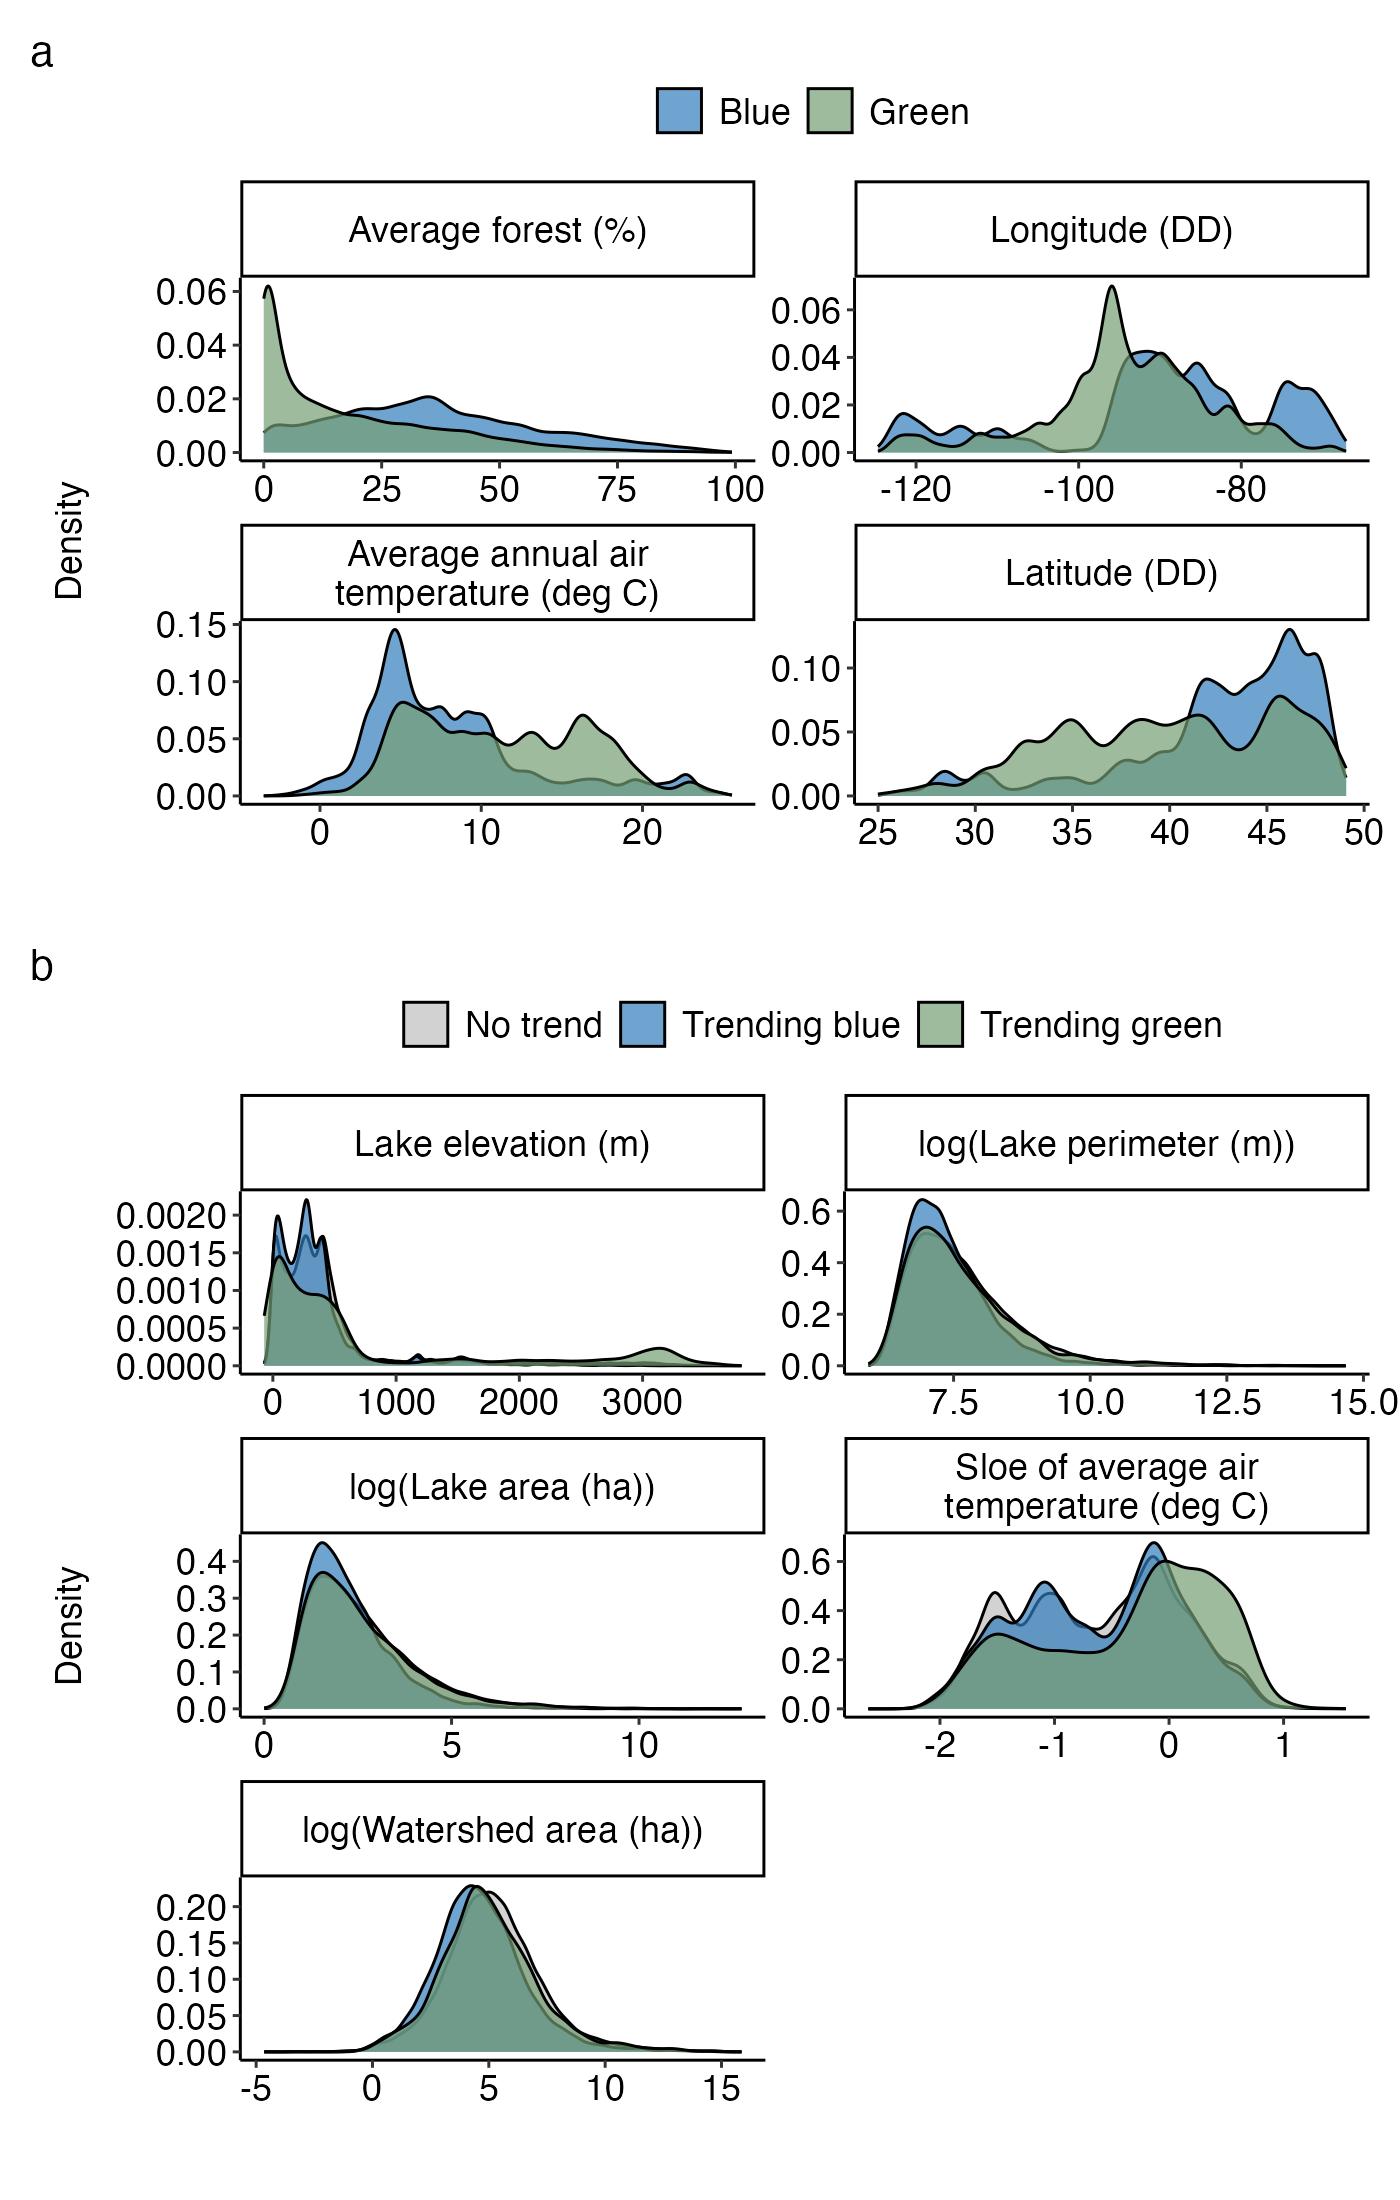 a
Blue Green
Average forest (%) Longitude (DD)
0.06
0.04
0.02
0.00
0 25 50 75 100
0.06
0.04
0.02
0.00
-120 -100 -80
Density
Average annual air
temperature (deg C)
Latitude (DD)
0.15
0.10
0.05
0.00
0 10 20
0.10
0.05
0.00
25 30 35 40 45 50
b
No trend Trending blue Trending green
Lake elevation (m) log(Lake perimeter (m))
0.0020
0.0015
0.0010
0.0005
0.0000
0 1000 2000 3000
0.6
0.4
0.2
0.0
7.5 10.0 12.5 15.0
log(Lake area (ha))
Sloe of average air
temperature (deg C)
Density
0.4
0.3
0.2
0.1
0.0
0 5 10
0.6
0.4
0.2
0.0
-2 -1 0 1
log(Watershed area (ha))
0.20
0.15
0.10
0.05
0.00
-5 0 5 10 15